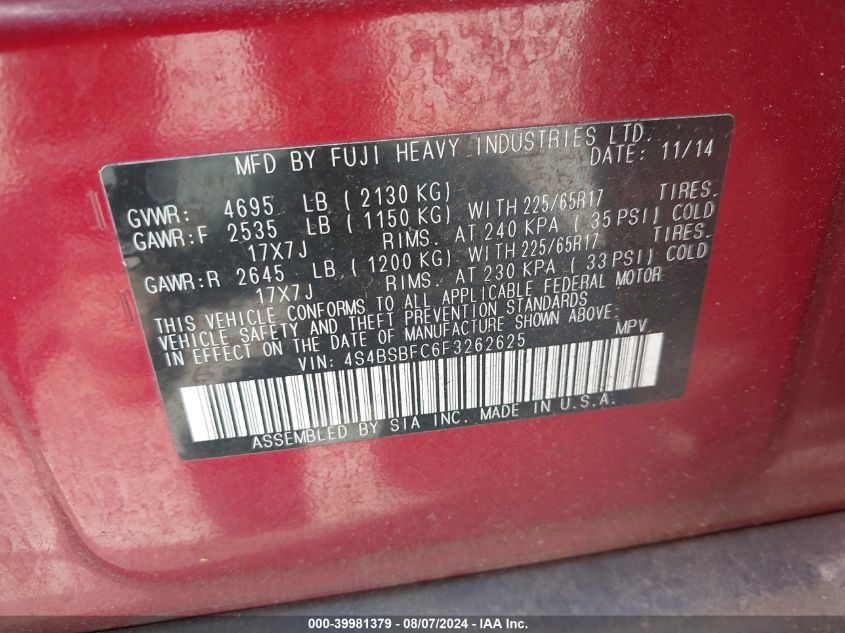 MFD BY FUJI HEAVY INDUSTRIES LTD.
DATE: 11/14
GVWR: 4695 LB ( 2130 KG)
GAWR:F 2535 LB ( 1150 KG) WITH 225/65R17 TIRES.
17X7J RIMS. AT 240 KPA ( 35 PSI) COLD
GAWR:R 2645 LB ( 1200 KG) WITH 225/65R17 TIRES.
17X7J RIMS. AT 230 KPA ( 33 PSI) COLD
THIS VEHICLE CONFORMS TO ALL APPLICABLE FEDERAL MOTOR
VEHICLE SAFETY AND THEFT PREVENTION STANDARDS
IN EFFECT ON THE DATE OF MANUFACTURE SHOWN ABOVE.
VIN: 4S4BSBFC6F3262625 MPV
ASSEMBLED BY SIA INC. MADE IN U.S.A.
000-39981379 - 08/07/2024 - IAA Inc.